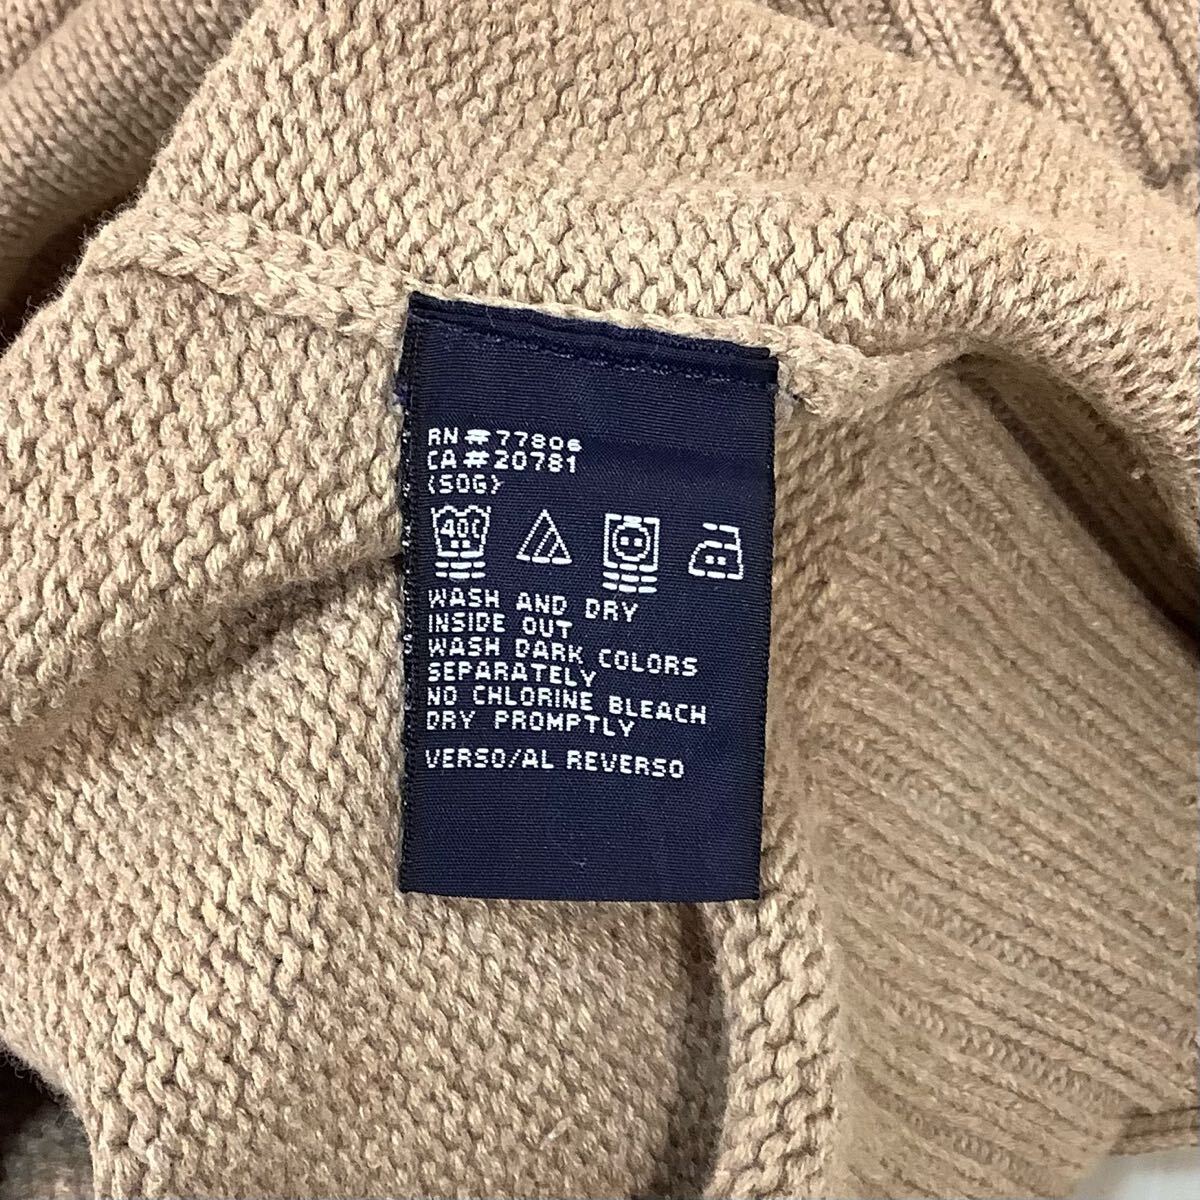 RN #77806
CA #20781
(SOG)
40C
WASH AND DRY
INSIDE OUT
WASH DARK COLORS
SEPARATELY
NO CHLORINE BLEACH
DRY PROMPTLY
VERSO/AL REVERSO